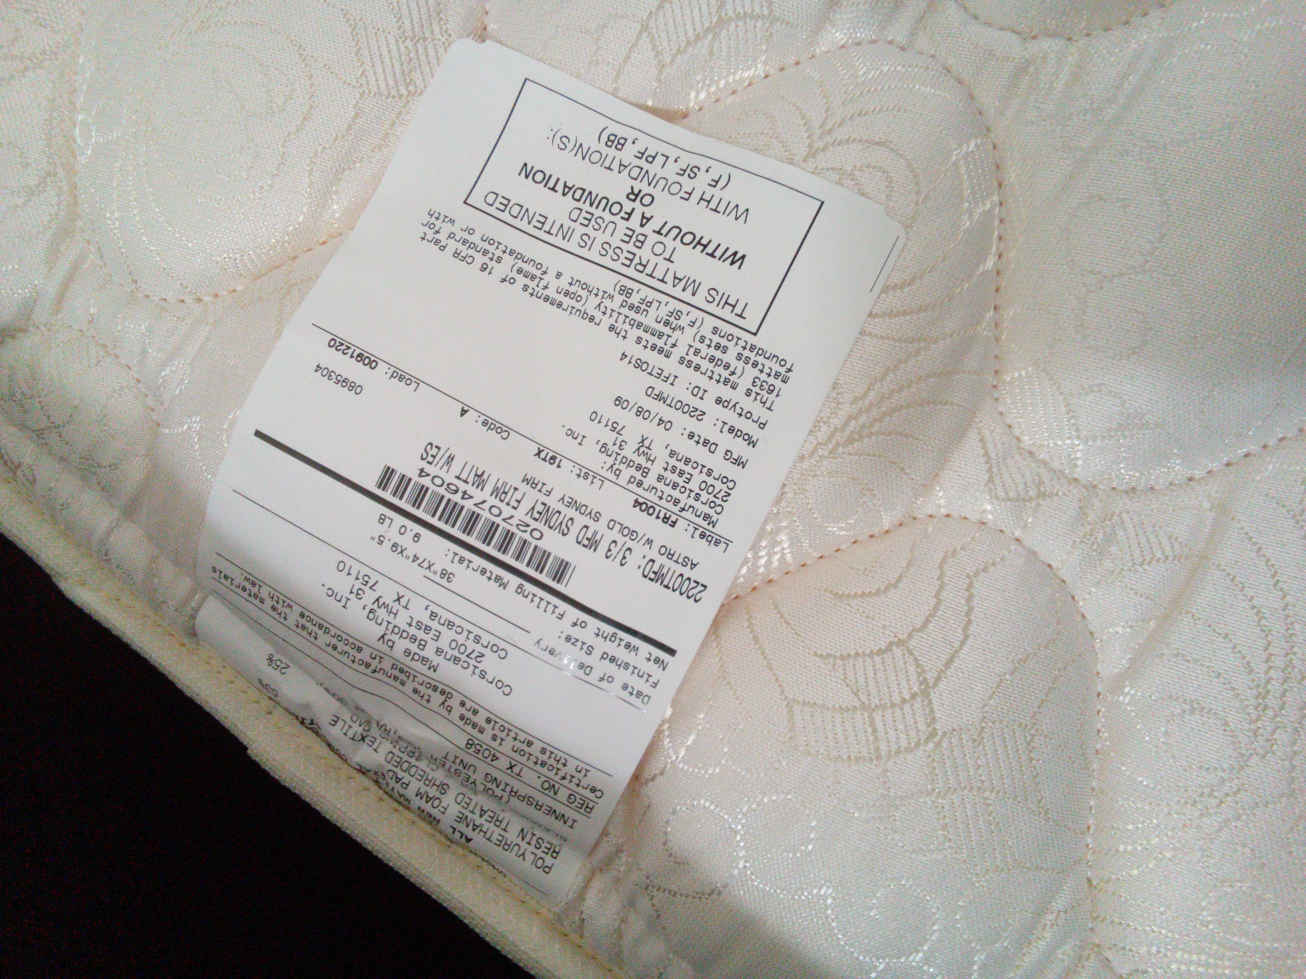 ALL NEW
POLYURETHANE FOAM PAD
RESIN TREATED SHREDDED TEXTILE
(POLYESTER
INNERSPRING UNIT
25%
REG NO. TX 4058
Certification is made by the manufacturer that the materials
in this article are described in accordance with law.
Made by
Corsicana Bedding, Inc.
2700 East Hwy 31
Corsicana, TX 75110
Date of Delivery
Finished Size: 38"X74"X9.5"
Net Weight of Filling Material: 9.0 LB
0277074604
2200TMFD: 3/3 MFD SYDNEY FIRM MATT W/ES
ASTRO W/GOLD SYDNEY FIRM
0895304
Label: FR1004 List: 19TX Code: A Load: 0091220
Manufactured by:
Corsicana Bedding, Inc.
2700 East Hwy 31
Corsicana, TX 75110
MFG Date: 04/08/09
Model: 2200TMFD
Protype ID: IFETOS14
This mattress meets the requirements of 16 CFR Part
1633 (federal flammability (open flame) standard for
mattess sets) when used without a foundation or with
foundations (F,SF,LPF,BB)
THIS MATTRESS IS INTENDED
TO BE USED
WITHOUT A FOUNDATION
OR
WITH FOUNDATION(S):
(F,SF,LPF,BB)